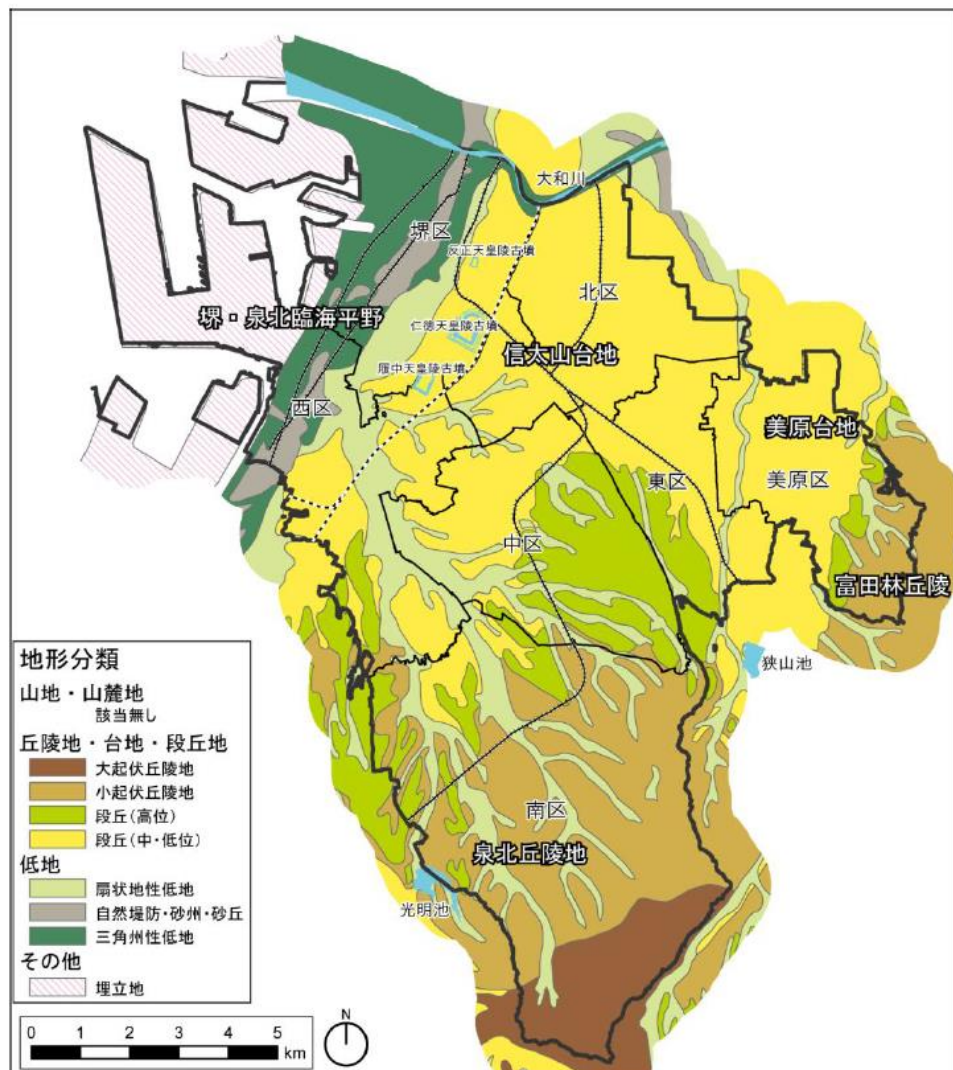 大和川
堺区
反正天皇陵古墳
北区
仁徳天皇陵古墳
堺・泉北臨海平野
信太山台地
履中天皇陵古墳
西区
美原台地
東区
美原区
中区
富田林丘陵
狭山池
南区
泉北丘陵地
光明池
地形分類
山地・山麓地
該当無し
丘陵地・台地・段丘地
大起伏丘陵地
小起伏丘陵地
段丘(高位)
段丘(中・低位)
低地
扇状地性低地
自然堤防・砂州・砂丘
三角州性低地
その他
埋立地
0 1 2 3 4 5
km
N